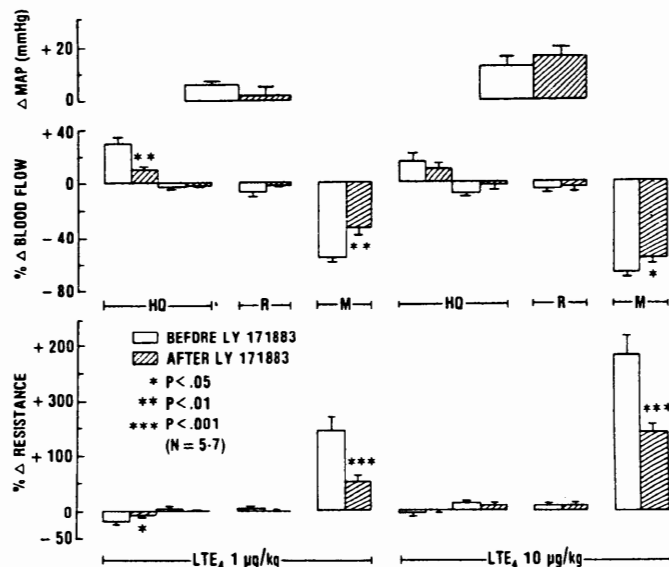 Δ MAP (mmHg)
+ 20
0
% Δ BLOOD FLOW
+ 40
0
- 40
- 80
**
**
*
HQ
R
M
HQ
R
M
% Δ RESISTANCE
+ 200
+ 300
+ 100
0
- 50
BEFORE LY 171883
AFTER LY 171883
* P < .05
** P < .01
*** P < .001
(N = 5-7)
*
***
***
LTE₄ 1 µg/kg
LTE₄ 10 µg/kg